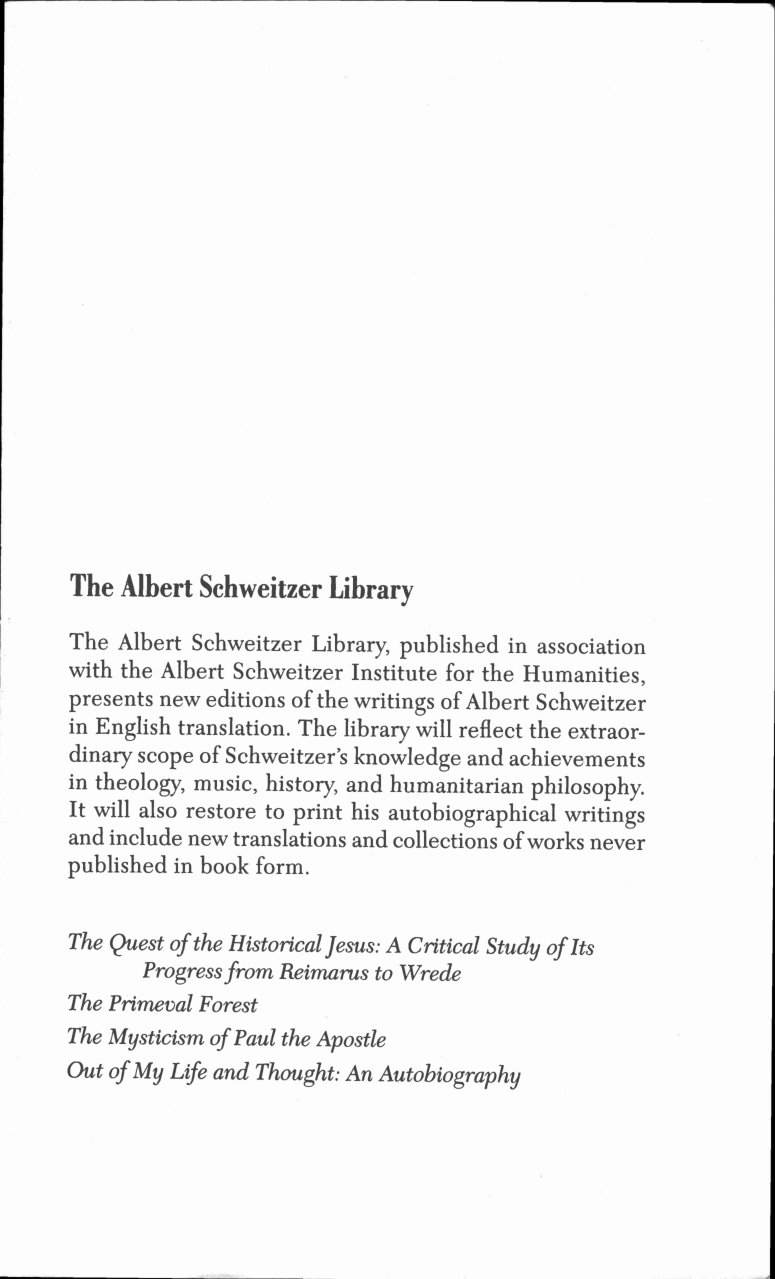 The Albert Schweitzer Library
The Albert Schweitzer Library, published in association
with the Albert Schweitzer Institute for the Humanities,
presents new editions of the writings of Albert Schweitzer
in English translation. The library will reflect the extraor-
dinary scope of Schweitzer's knowledge and achievements
in theology, music, history, and humanitarian philosophy.
It will also restore to print his autobiographical writings
and include new translations and collections of works never
published in book form.
The Quest of the Historical Jesus: A Critical Study of Its
Progress from Reimarus to Wrede
The Primeval Forest
The Mysticism of Paul the Apostle
Out of My Life and Thought: An Autobiography